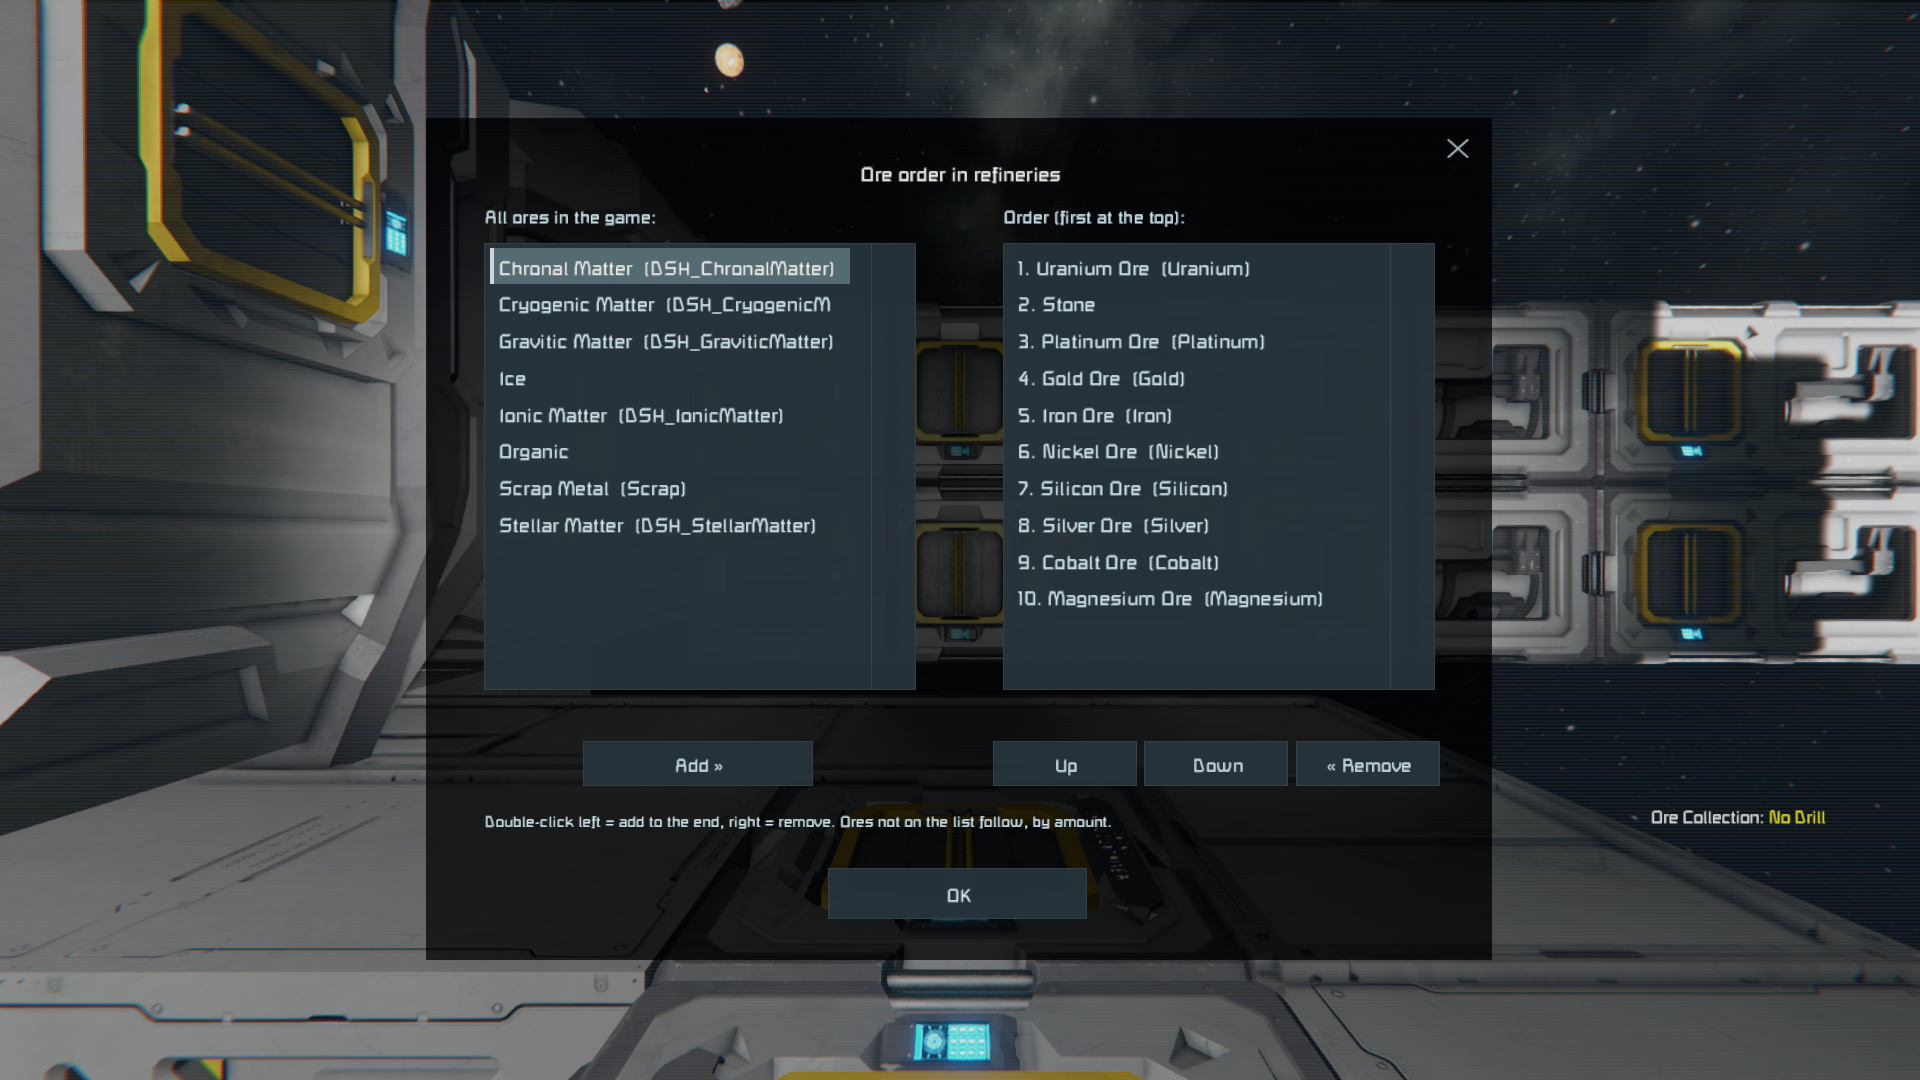 Ore order in refineries
All ores in the game:
Chronal Matter (DSH_ChronalMatter)
Cryogenic Matter (DSH_CryogenicM
Gravitic Matter (DSH_GraviticMatter)
Ice
Ionic Matter (DSH_IonicMatter)
Organic
Scrap Metal (Scrap)
Stellar Matter (DSH_StellarMatter)
Add »
Order (first at the top):
1. Uranium Ore (Uranium)
2. Stone
3. Platinum Ore (Platinum)
4. Gold Ore (Gold)
5. Iron Ore (Iron)
6. Nickel Ore (Nickel)
7. Silicon Ore (Silicon)
8. Silver Ore (Silver)
9. Cobalt Ore (Cobalt)
10. Magnesium Ore (Magnesium)
Up
Down
« Remove
Double-click left = add to the end, right = remove. Ores not on the list follow, by amount.
OK
Ore Collection: No Drill